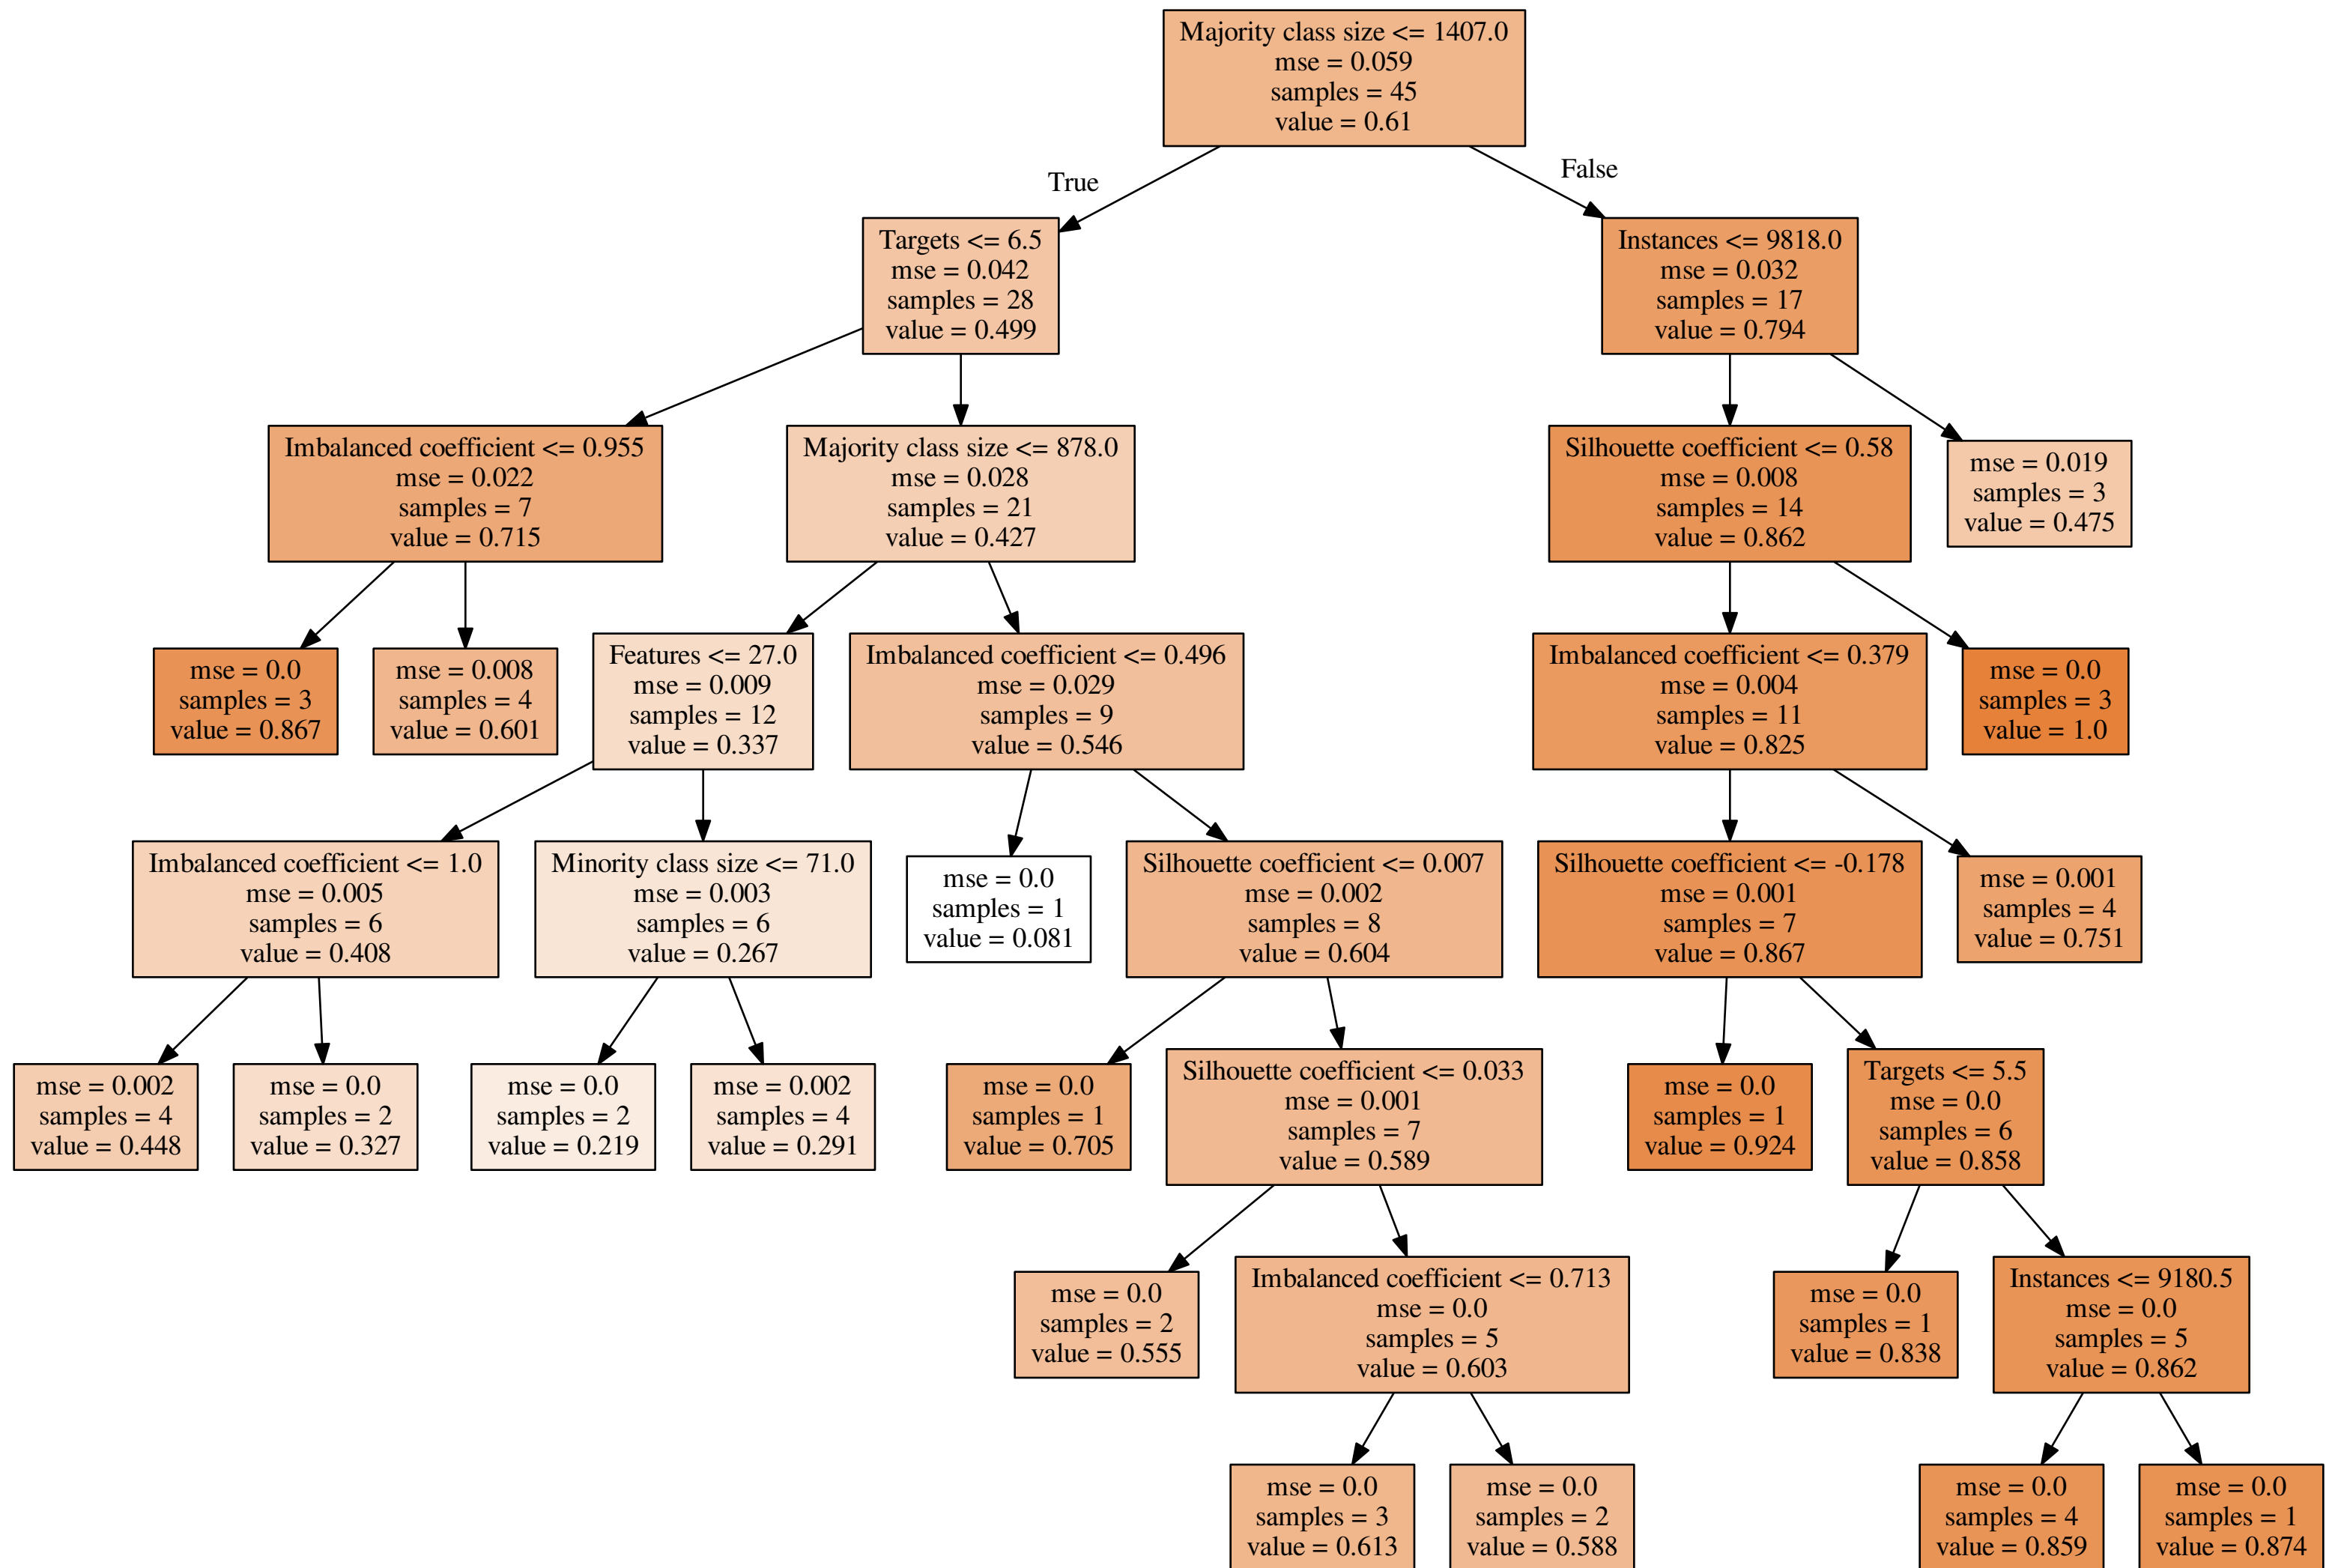 Majority class size <= 1407.0
mse = 0.059
samples = 45
value = 0.61
True
False
Targets <= 6.5
mse = 0.042
samples = 28
value = 0.499
Instances <= 9818.0
mse = 0.032
samples = 17
value = 0.794
Imbalanced coefficient <= 0.955
mse = 0.022
samples = 7
value = 0.715
Majority class size <= 878.0
mse = 0.028
samples = 21
value = 0.427
Silhouette coefficient <= 0.58
mse = 0.008
samples = 14
value = 0.862
mse = 0.019
samples = 3
value = 0.475
mse = 0.0
samples = 3
value = 0.867
mse = 0.008
samples = 4
value = 0.601
Features <= 27.0
mse = 0.009
samples = 12
value = 0.337
Imbalanced coefficient <= 0.496
mse = 0.029
samples = 9
value = 0.546
Imbalanced coefficient <= 0.379
mse = 0.004
samples = 11
value = 0.825
mse = 0.0
samples = 3
value = 1.0
Imbalanced coefficient <= 1.0
mse = 0.005
samples = 6
value = 0.408
Minority class size <= 71.0
mse = 0.003
samples = 6
value = 0.267
mse = 0.0
samples = 1
value = 0.081
Silhouette coefficient <= 0.007
mse = 0.002
samples = 8
value = 0.604
Silhouette coefficient <= -0.178
mse = 0.001
samples = 7
value = 0.867
mse = 0.001
samples = 4
value = 0.751
mse = 0.002
samples = 4
value = 0.448
mse = 0.0
samples = 2
value = 0.327
mse = 0.0
samples = 2
value = 0.219
mse = 0.002
samples = 4
value = 0.291
mse = 0.0
samples = 1
value = 0.705
Silhouette coefficient <= 0.033
mse = 0.001
samples = 7
value = 0.589
mse = 0.0
samples = 1
value = 0.924
Targets <= 5.5
mse = 0.0
samples = 6
value = 0.858
mse = 0.0
samples = 2
value = 0.555
Imbalanced coefficient <= 0.713
mse = 0.0
samples = 5
value = 0.603
mse = 0.0
samples = 1
value = 0.838
Instances <= 9180.5
mse = 0.0
samples = 5
value = 0.862
mse = 0.0
samples = 3
value = 0.613
mse = 0.0
samples = 2
value = 0.588
mse = 0.0
samples = 4
value = 0.859
mse = 0.0
samples = 1
value = 0.874